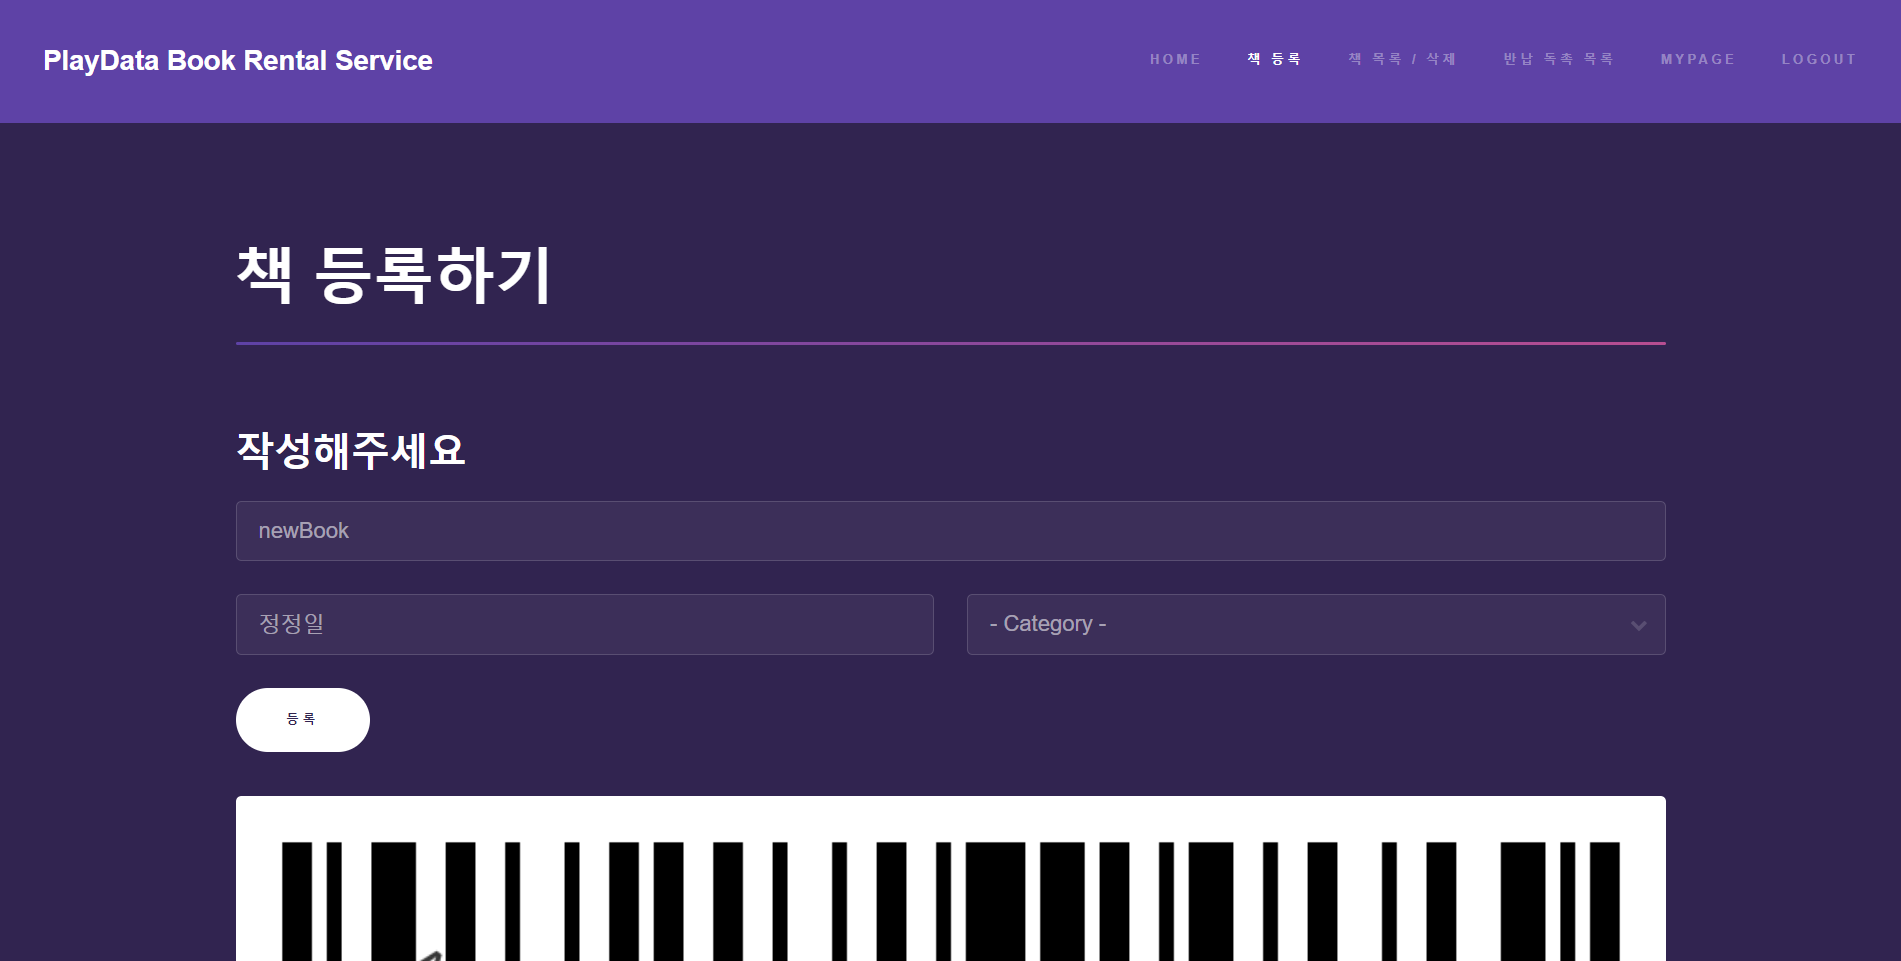 PlayData Book Rental Service
HOME 책 등록 책 목록 / 삭제 반납 독촉 목록 MYPAGE LOGOUT
책 등록하기
작성해주세요
newBook
정정일
- Category -
등록